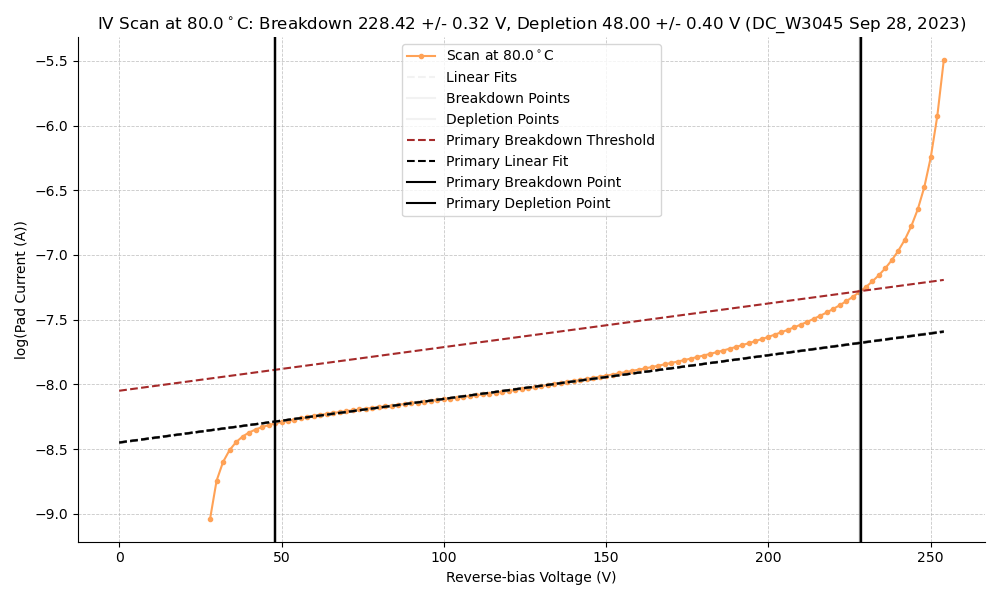 IV Scan at 80.0°C: Breakdown 228.42 +/- 0.32 V, Depletion 48.00 +/- 0.40 V (DC_W3045 Sep 28, 2023)
Scan at 80.0°C
Linear Fits
Breakdown Points
Depletion Points
Primary Breakdown Threshold
Primary Linear Fit
Primary Breakdown Point
Primary Depletion Point
log(Pad Current (A))
−5.5
−6.0
−6.5
−7.0
−7.5
−8.0
−8.5
−9.0
0 50 100 150 200 250
Reverse-bias Voltage (V)